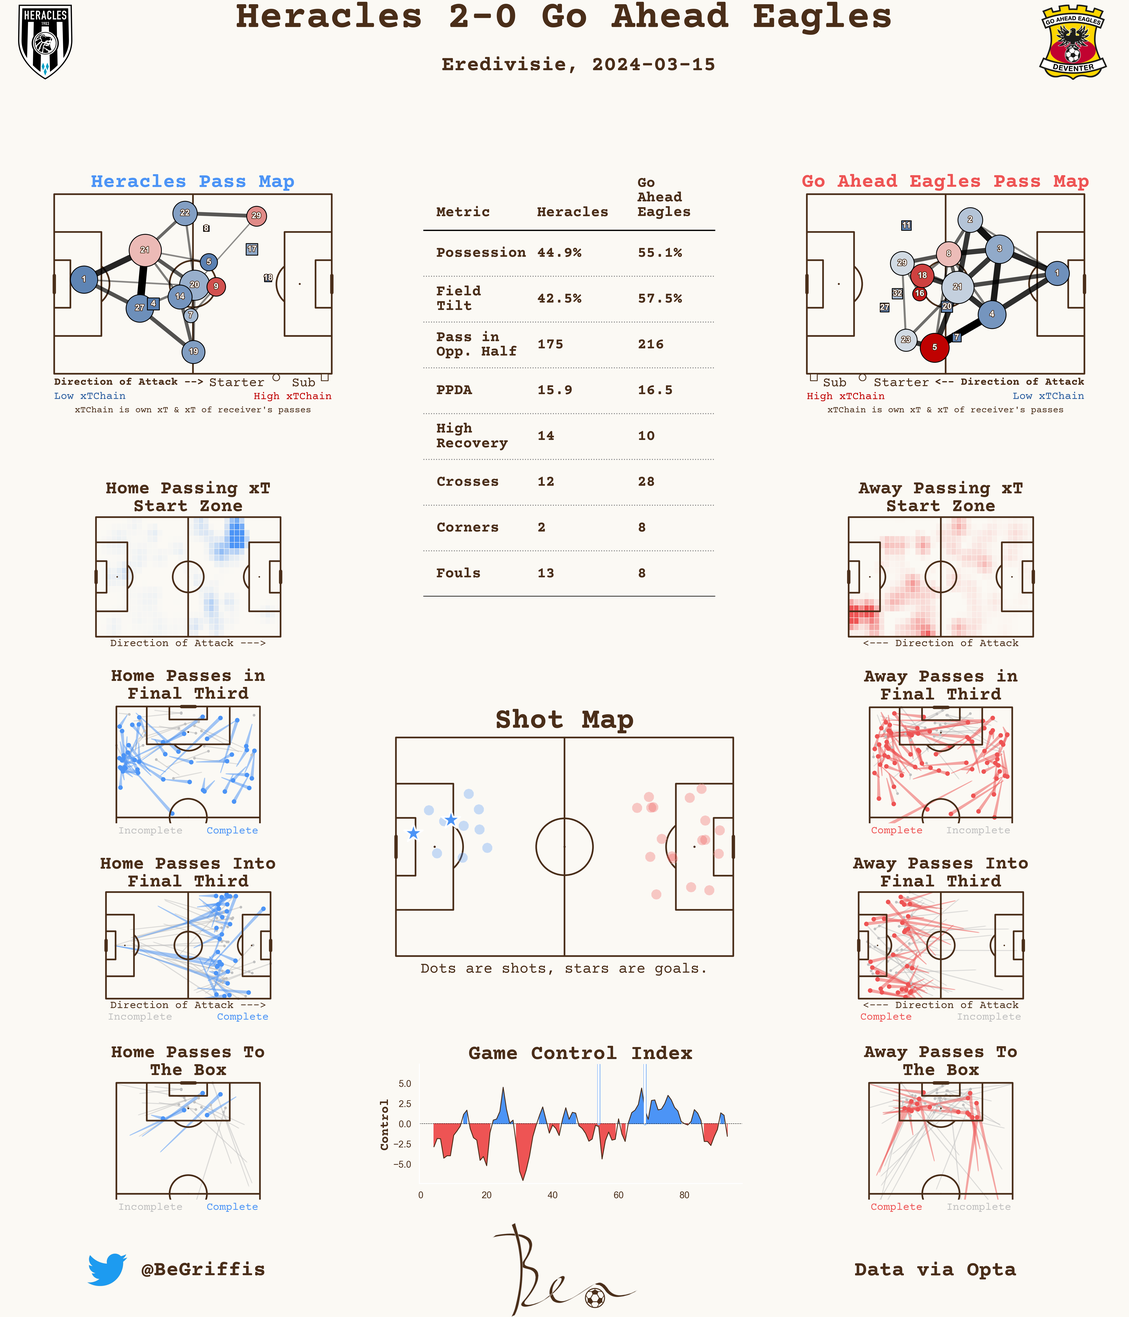 Heracles 2-0 Go Ahead Eagles
Eredivisie, 2024-03-15
HERACLES
1903
GO AHEAD EAGLES
DEVENTER
Heracles Pass Map
22
29
8
21
17
5
1
18
20
9
14
4
27
7
19
Direction of Attack --> Starter Sub
Low xTChain High xTChain
xTChain is own xT & xT of receiver's passes
Metric Heracles Go Ahead Eagles
Possession 44.9% 55.1%
Field Tilt 42.5% 57.5%
Pass in Opp. Half 175 216
PPDA 15.9 16.5
High Recovery 14 10
Crosses 12 28
Corners 2 8
Fouls 13 8
Go Ahead Eagles Pass Map
11
2
3
8
29
18
1
21
32
16
27
20
4
23
5
7
Sub Starter <-- Direction of Attack
High xTChain Low xTChain
xTChain is own xT & xT of receiver's passes
Home Passing xT
Start Zone
Direction of Attack --->
Away Passing xT
Start Zone
<--- Direction of Attack
Home Passes in
Final Third
Incomplete Complete
Away Passes in
Final Third
Complete Incomplete
Shot Map
Dots are shots, stars are goals.
Home Passes Into
Final Third
Direction of Attack --->
Incomplete Complete
Away Passes Into
Final Third
<--- Direction of Attack
Complete Incomplete
Home Passes To
The Box
Incomplete Complete
Game Control Index
Control
5.0
2.5
0.0
−2.5
−5.0
0 20 40 60 80
Away Passes To
The Box
Complete Incomplete
@BeGriffis
Ben
Data via Opta